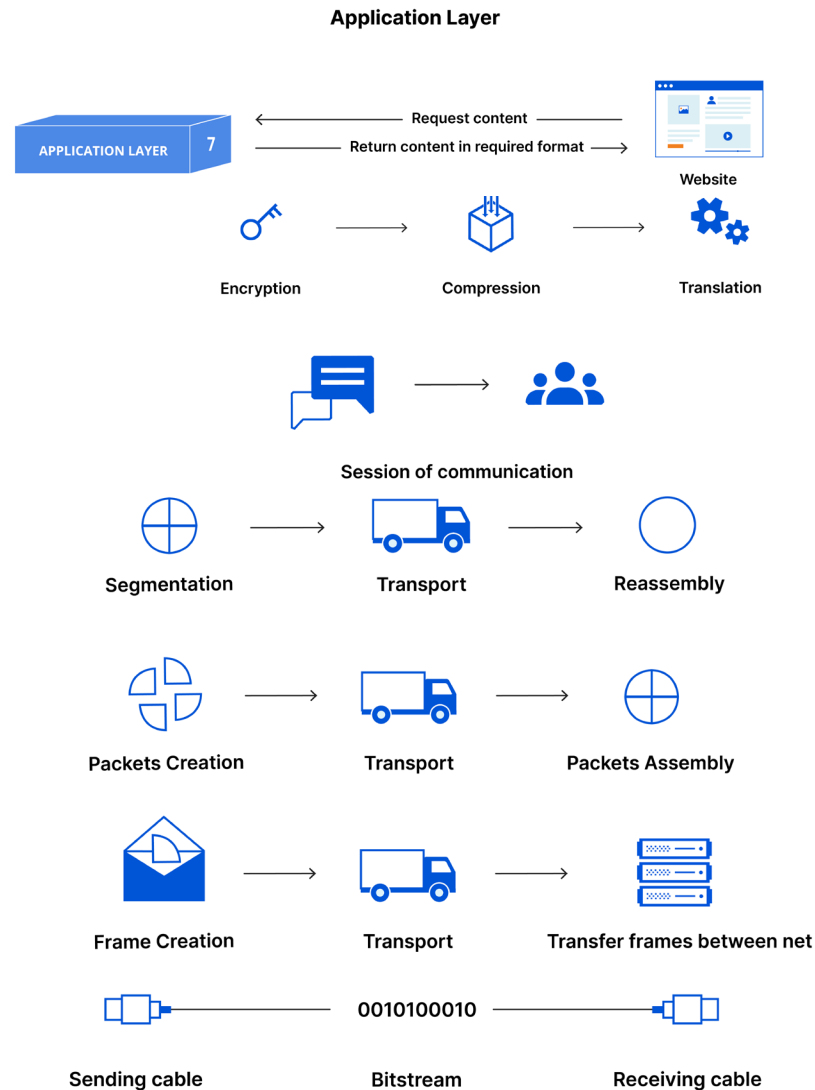 Application Layer
APPLICATION LAYER 7
Request content
Return content in required format
Website
Encryption Compression Translation
Session of communication
Segmentation Transport Reassembly
Packets Creation Transport Packets Assembly
Frame Creation Transport Transfer frames between net
0010100010
Sending cable Bitstream Receiving cable